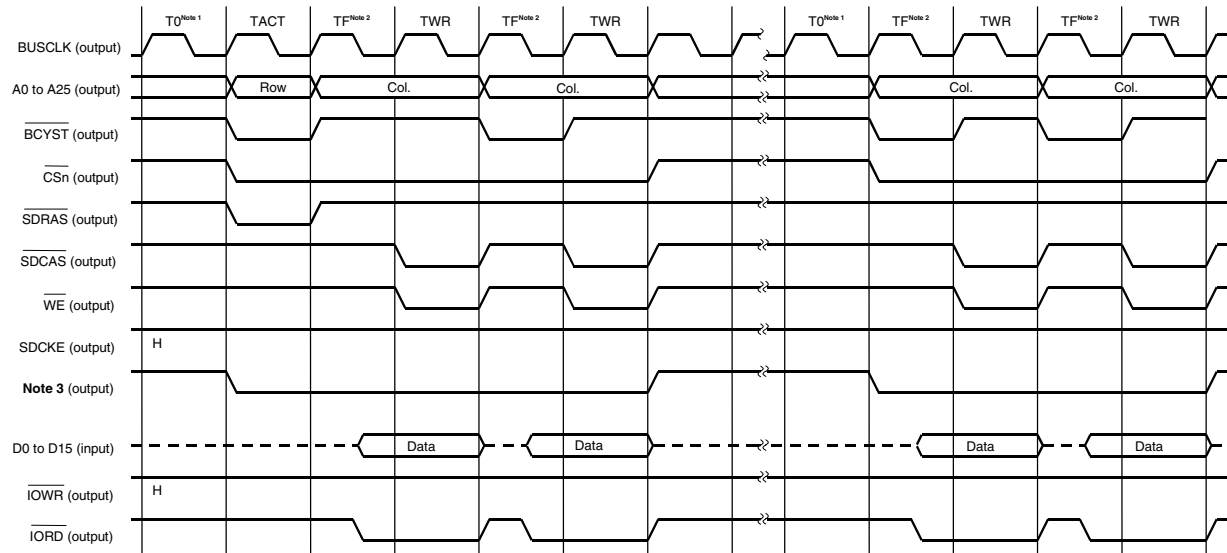 T0Note 1 TACT TFNote 2 TWR TFNote 2 TWR T0Note 1 TFNote 2 TWR TFNote 2 TWR
BUSCLK (output)
A0 to A25 (output) Row Col. Col. Col. Col.
BCYST (output)
CSn (output)
SDRAS (output)
SDCAS (output)
WE (output)
SDCKE (output) H
Note 3 (output)
D0 to D15 (input) Data Data Data Data
IOWR (output) H
IORD (output)